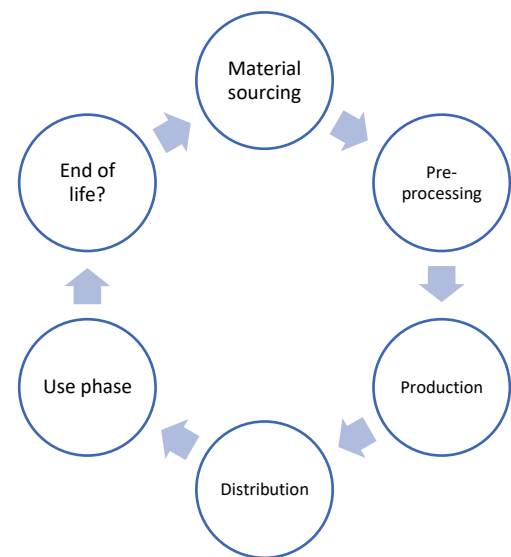 Material
sourcing
Pre-
processing
Production
Distribution
Use phase
End of
life?